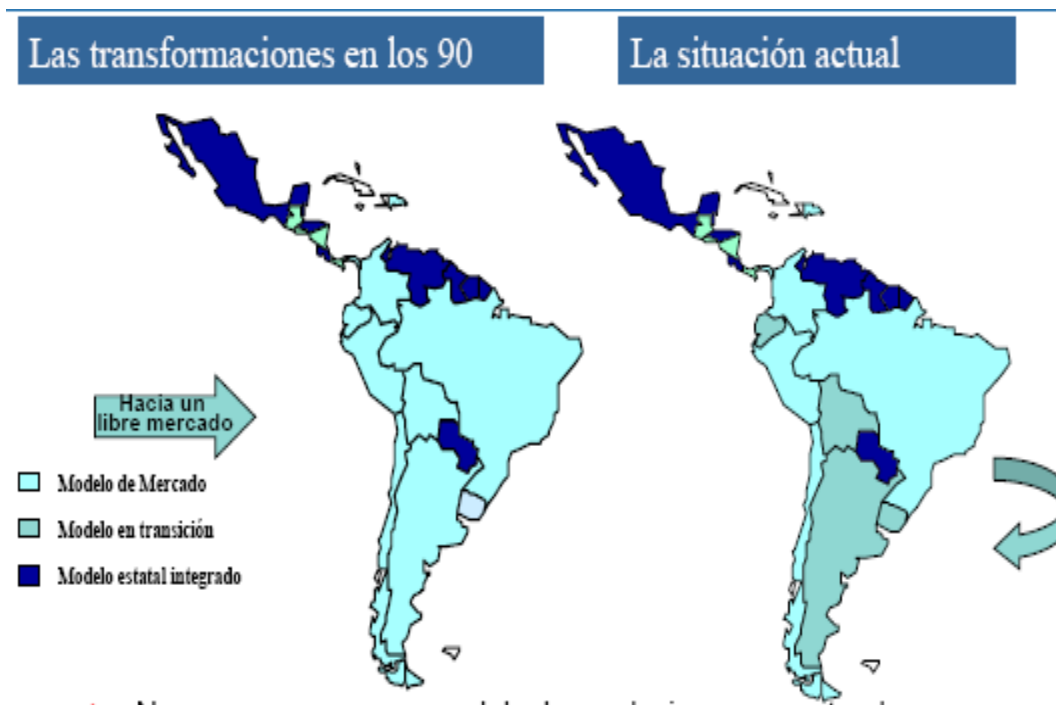 Las transformaciones en los 90
La situación actual
Hacia un
libre mercado
Modelo de Mercado
Modelo en transición
Modelo estatal integrado